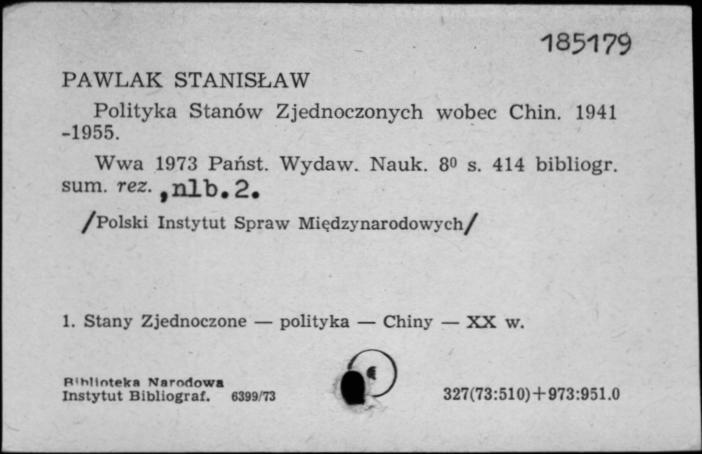 185179
PAWLAK STANISŁAW
Polityka Stanów Zjednoczonych wobec Chin. 1941
-1955.
Wwa 1973 Państ. Wydaw. Nauk. 8⁰ s. 414 bibliogr.
sum. rez. ,nlb.2.
/Polski Instytut Spraw Międzynarodowych/
1. Stany Zjednoczone — polityka — Chiny — XX w.
Biblioteka Narodowa
Instytut Bibliograf. 6399/73
327(73:510)+973:951.0